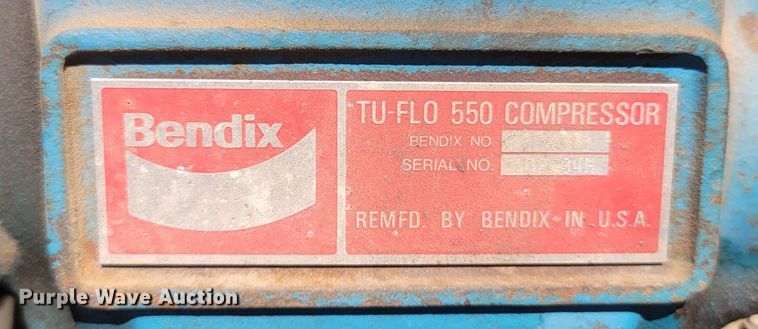 Bendix
TU-FLO 550 COMPRESSOR
BENDIX NO.
SERIAL NO.
REMFD. BY BENDIX IN U.S.A.
Purple Wave Auction